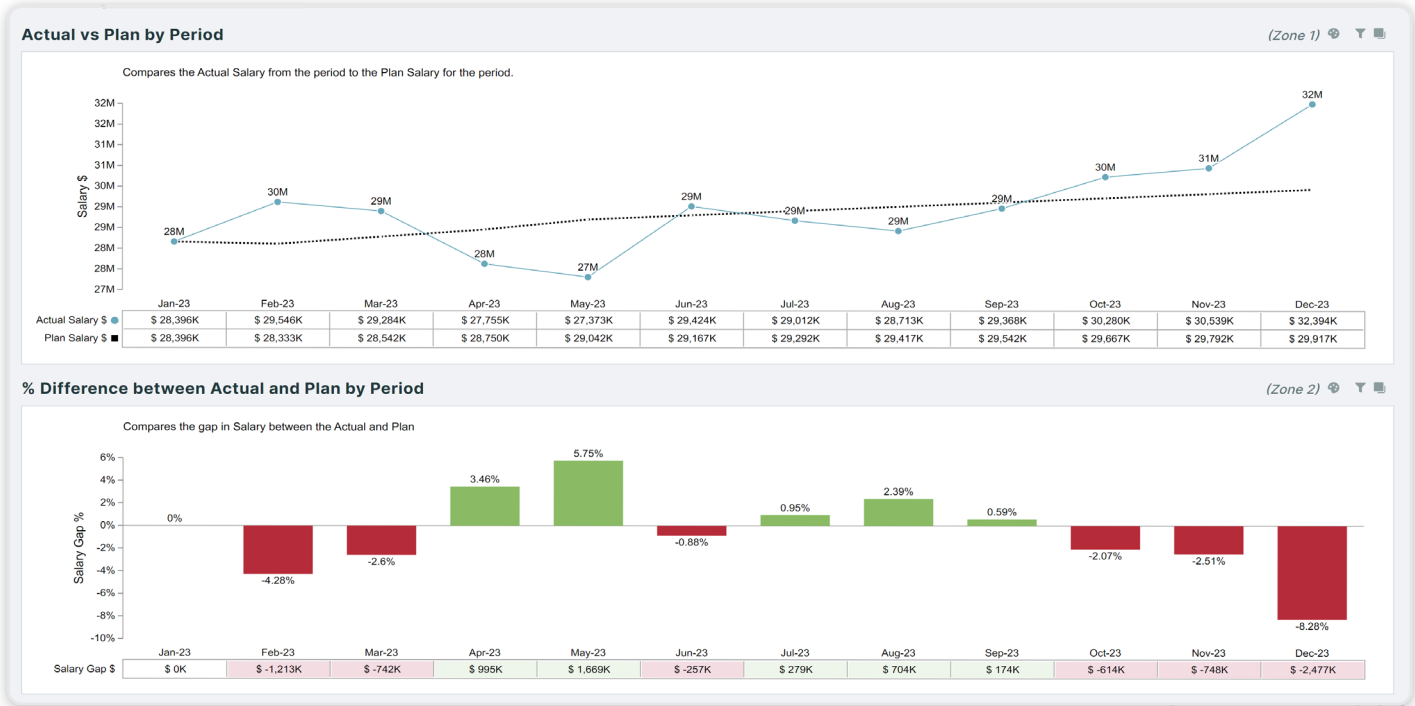 Actual vs Plan by Period
(Zone 1)
Compares the Actual Salary from the period to the Plan Salary for the period.
Salary $
32M
32M
31M
31M
30M
29M
29M
28M
28M
27M
28M 30M 29M 28M 27M 29M 29M 29M 29M 30M 31M 32M
Jan-23 Feb-23 Mar-23 Apr-23 May-23 Jun-23 Jul-23 Aug-23 Sep-23 Oct-23 Nov-23 Dec-23
Actual Salary $ $ 28,396K $ 29,546K $ 29,284K $ 27,755K $ 27,373K $ 29,424K $ 29,012K $ 28,713K $ 29,368K $ 30,280K $ 30,539K $ 32,394K
Plan Salary $ $ 28,396K $ 28,333K $ 28,542K $ 28,750K $ 29,042K $ 29,167K $ 29,292K $ 29,417K $ 29,542K $ 29,667K $ 29,792K $ 29,917K
% Difference between Actual and Plan by Period
(Zone 2)
Compares the gap in Salary between the Actual and Plan
Salary Gap %
6%
4%
2%
0%
-2%
-4%
-6%
-8%
-10%
0% -4.28% -2.6% 3.46% 5.75% -0.88% 0.95% 2.39% 0.59% -2.07% -2.51% -8.28%
Jan-23 Feb-23 Mar-23 Apr-23 May-23 Jun-23 Jul-23 Aug-23 Sep-23 Oct-23 Nov-23 Dec-23
Salary Gap $ $ 0K $ -1,213K $ -742K $ 995K $ 1,669K $ -257K $ 279K $ 704K $ 174K $ -614K $ -748K $ -2,477K